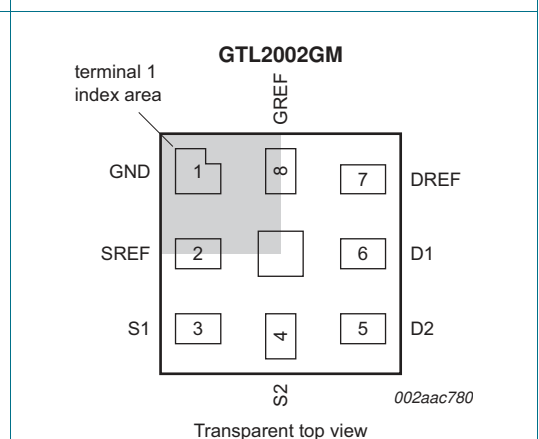 GTL2002GM
terminal 1
index area
GREF
GND 1 8 7 DREF
SREF 2 6 D1
S1 3 4 5 D2
S2
002aac780
Transparent top view